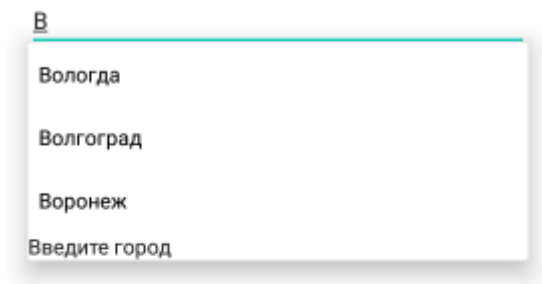 В
Вологда
Волгоград
Воронеж
Введите город